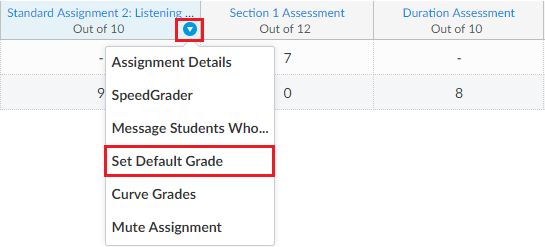 Standard Assignment 2: Listening ... Section 1 Assessment Duration Assessment
Out of 10 Out of 12 Out of 10
- 7 -
9 0 8
Assignment Details
SpeedGrader
Message Students Who...
Set Default Grade
Curve Grades
Mute Assignment